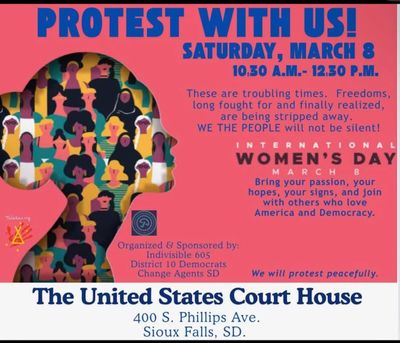 PROTEST WITH US!
SATURDAY, MARCH 8
10:30 A.M.- 12:30 P.M.
These are troubling times. Freedoms,
long fought for and finally realized,
are being stripped away.
WE THE PEOPLE will not be silent!
INTERNATIONAL
WOMEN'S DAY
MARCH 8
Bring your passion, your
hopes, your signs, and join
with others who love
America and Democracy.
Organized & Sponsored by:
Indivisible 605
District 10 Democrats
Change Agents SD
We will protest peacefully.
The United States Court House
400 S. Phillips Ave.
Sioux Falls, SD.